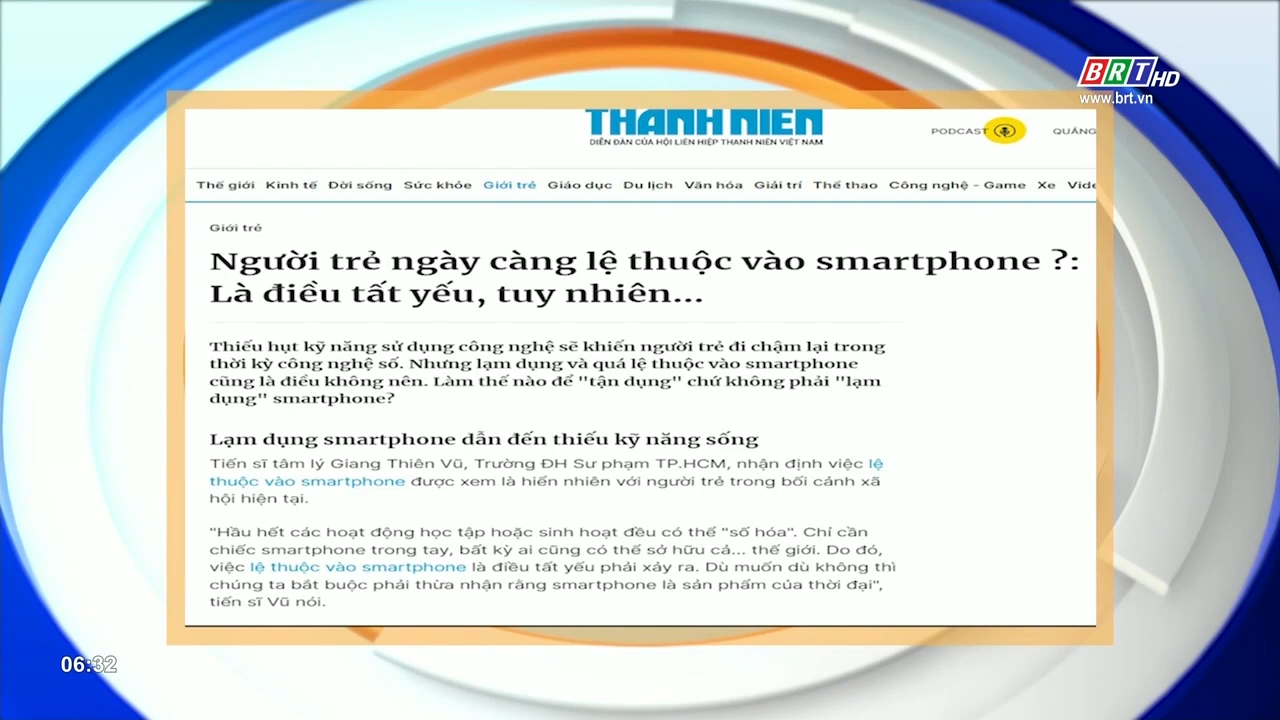 BRT HD
www.brt.vn
THANH NIEN
DIỄN ĐÀN CỦA HỘI LIÊN HIỆP THANH NIÊN VIỆT NAM
PODCAST
QUẢNG
Thế giới Kinh tế Đời sống Sức khỏe Giới trẻ Giáo dục Du lịch Văn hóa Giải trí Thể thao Công nghệ - Game Xe Vide
Giới trẻ
Người trẻ ngày càng lệ thuộc vào smartphone ?:
Là điều tất yếu, tuy nhiên...
Thiếu hụt kỹ năng sử dụng công nghệ sẽ khiến người trẻ đi chậm lại trong
thời kỳ công nghệ số. Nhưng lạm dụng và quá lệ thuộc vào smartphone
cũng là điều không nên. Làm thế nào để "tận dụng" chứ không phải "lạm
dụng" smartphone?
Lạm dụng smartphone dẫn đến thiếu kỹ năng sống
Tiến sĩ tâm lý Giang Thiên Vũ, Trường ĐH Sư phạm TP.HCM, nhận định việc lệ
thuộc vào smartphone được xem là hiển nhiên với người trẻ trong bối cảnh xã
hội hiện tại.
"Hầu hết các hoạt động học tập hoặc sinh hoạt đều có thể "số hóa". Chỉ cần
chiếc smartphone trong tay, bất kỳ ai cũng có thể sở hữu cả... thế giới. Do đó,
việc lệ thuộc vào smartphone là điều tất yếu phải xảy ra. Dù muốn dù không thì
chúng ta bắt buộc phải thừa nhận rằng smartphone là sản phẩm của thời đại",
tiến sĩ Vũ nói.
06:32